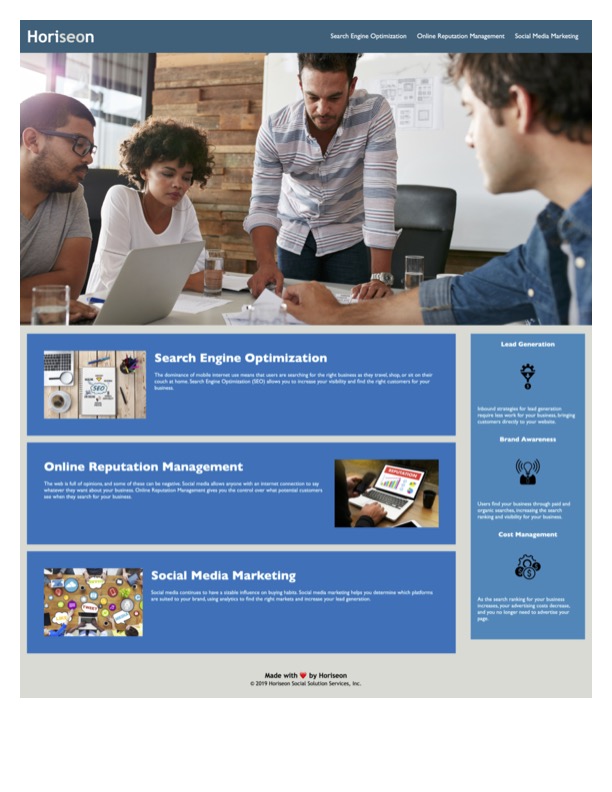 Horiseon
Search Engine Optimization Online Reputation Management Social Media Marketing
Search Engine Optimization
The dominance of mobile internet use means that users are searching for the right business as they travel, shop, or sit on their
couch at home. Search Engine Optimization (SEO) allows you to increase your visibility and find the right customers for your
business.
SEO
Online Reputation Management
The web is full of opinions, and some of these can be negative. Social media allows anyone with an internet connection to say
whatever they want about your business. Online Reputation Management gives you the control over what potential customers
see when they search for your business.
REPUTATION
Social Media Marketing
Social media continues to have a sizable influence on buying habits. Social media marketing helps you determine which platforms
are suited to your brand, using analytics to find the right markets and increase your lead generation.
LIKE
TWEET
Lead Generation
Inbound strategies for lead generation
require less work for your business, bringing
customers directly to your website.
Brand Awareness
Users find your business through paid and
organic searches, increasing the search
ranking and visibility for your business.
Cost Management
As the search ranking for your business
increases, your advertising costs decrease,
and you no longer need to advertise your
page.
Made with ❤️ by Horiseon
© 2019 Horiseon Social Solution Services, Inc.